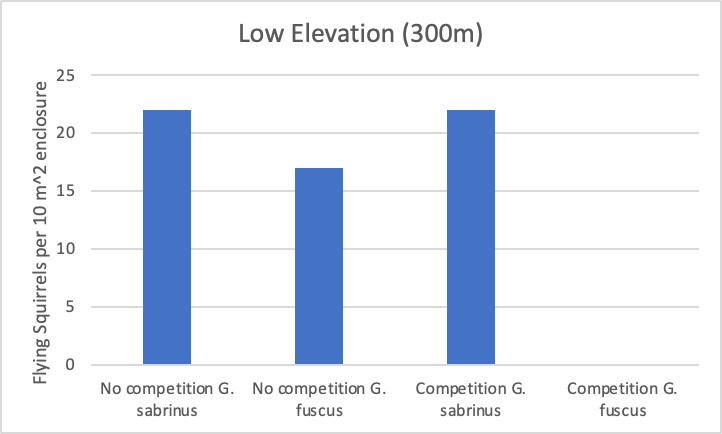 Low Elevation (300m)
Flying Squirrels per 10 m^2 enclosure
25
20
15
10
5
0
No competition G. sabrinus
No competition G. fuscus
Competition G. sabrinus
Competition G. fuscus